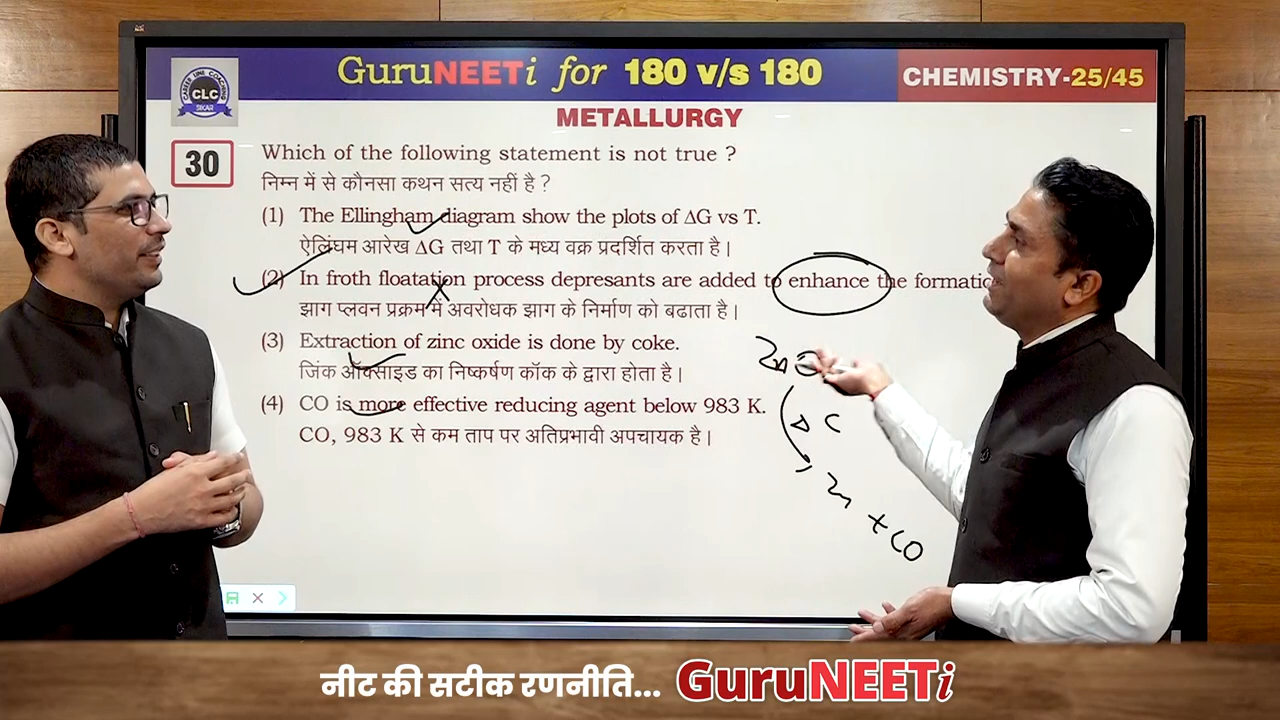 GuruNEETi for 180 v/s 180
CHEMISTRY-25/45
CAREER LINE COACHING
CLC
SIKAR
METALLURGY
30
Which of the following statement is not true ?
निम्न में से कौनसा कथन सत्य नहीं है ?
(1) The Ellingham diagram show the plots of ΔG vs T.
ऐलिंघम आरेख ΔG तथा T के मध्य वक्र प्रदर्शित करता है।
(2) In froth floatation process depresants are added to enhance the formatio
झाग प्लवन प्रक्रम में अवरोधक झाग के निर्माण को बढाता है।
(3) Extraction of zinc oxide is done by coke.
जिंक ऑक्साइड का निष्कर्षण कॉक के द्वारा होता है।
(4) CO is more effective reducing agent below 983 K.
CO, 983 K से कम ताप पर अतिप्रभावी अपचायक है।
ZnO
Δ C
Zn + CO
नीट की सटीक रणनीति... GuruNEETi